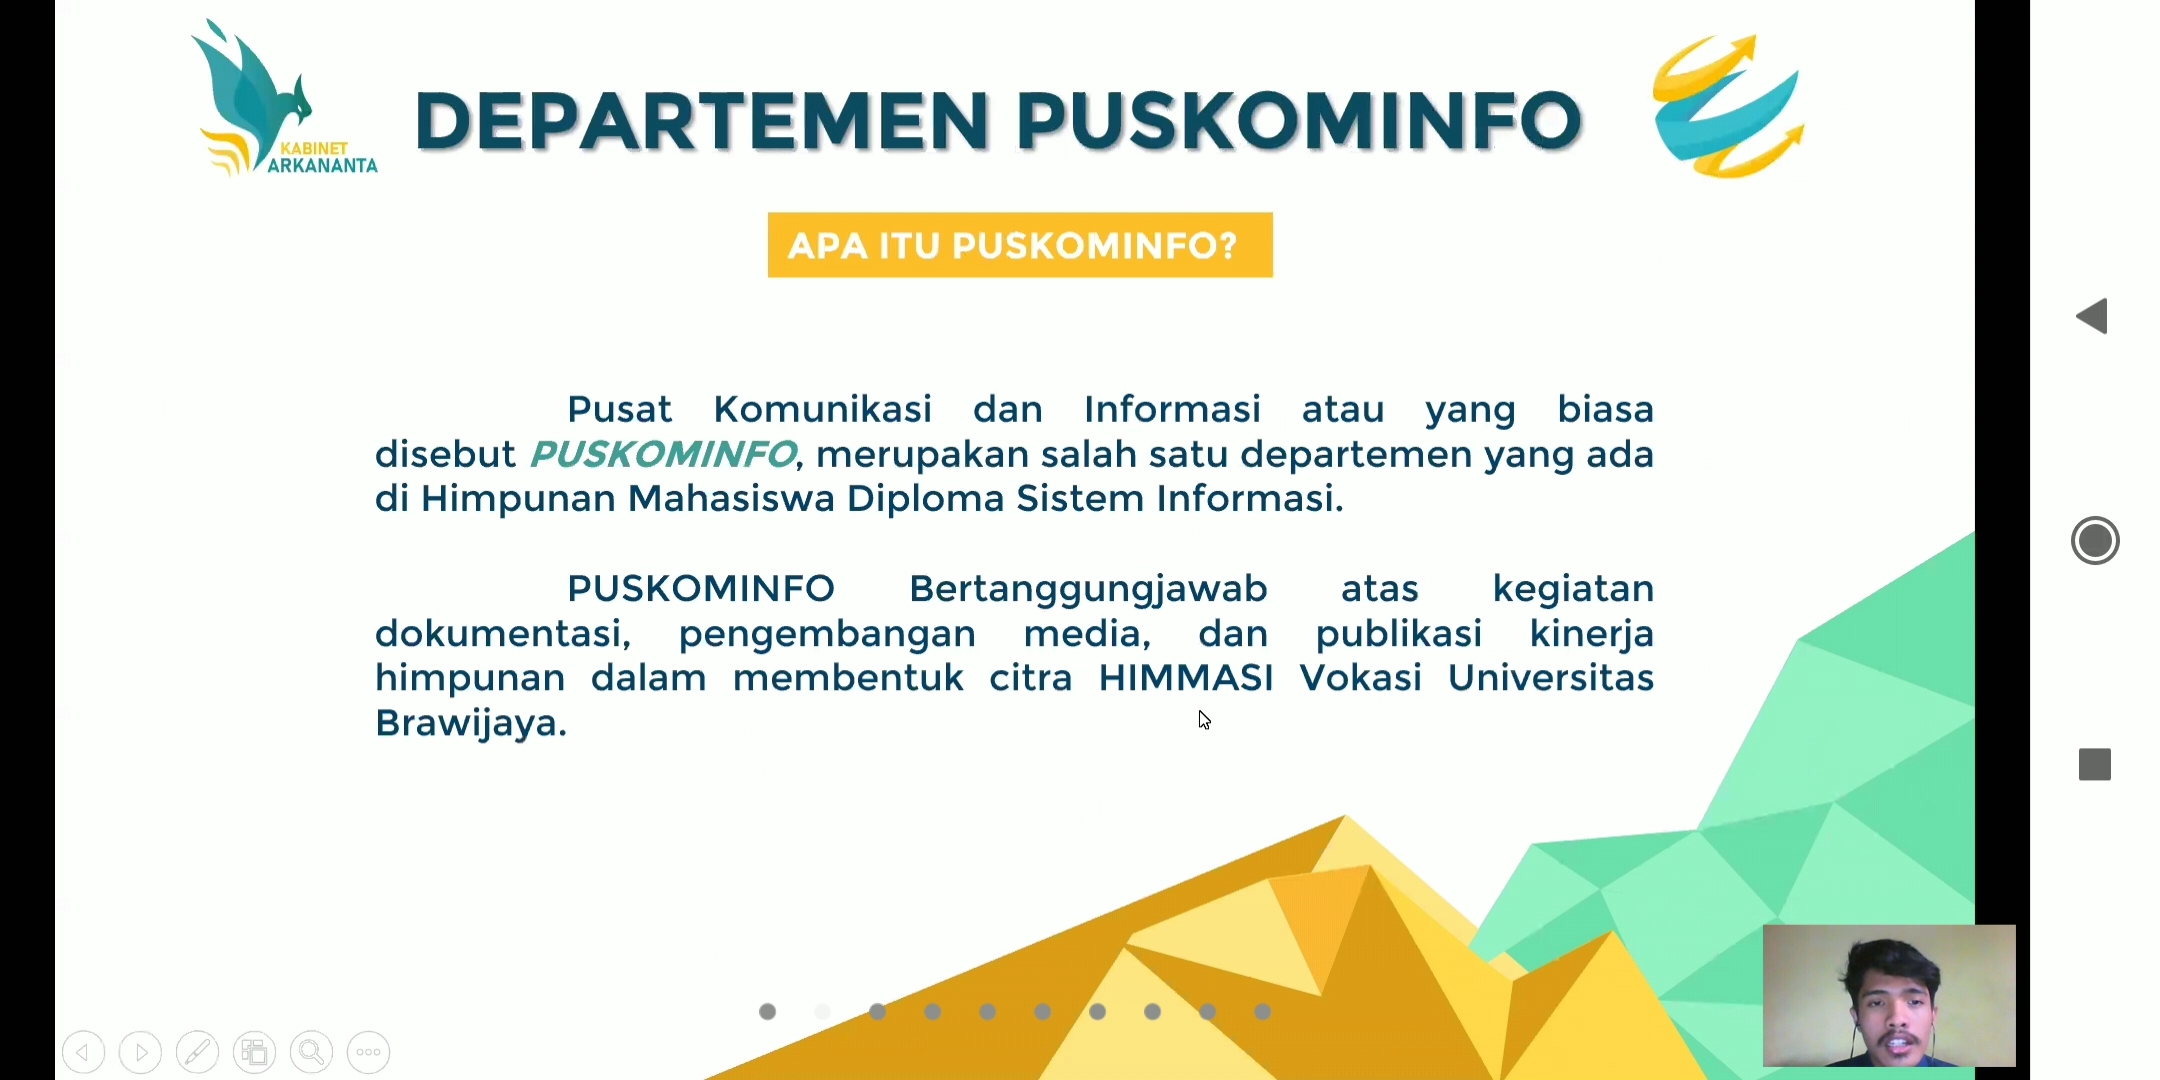 KABINET
ARKANANTA
DEPARTEMEN PUSKOMINFO
APA ITU PUSKOMINFO?
Pusat Komunikasi dan Informasi atau yang biasa
disebut PUSKOMINFO, merupakan salah satu departemen yang ada
di Himpunan Mahasiswa Diploma Sistem Informasi.
PUSKOMINFO Bertanggungjawab atas kegiatan
dokumentasi, pengembangan media, dan publikasi kinerja
himpunan dalam membentuk citra HIMMASI Vokasi Universitas
Brawijaya.